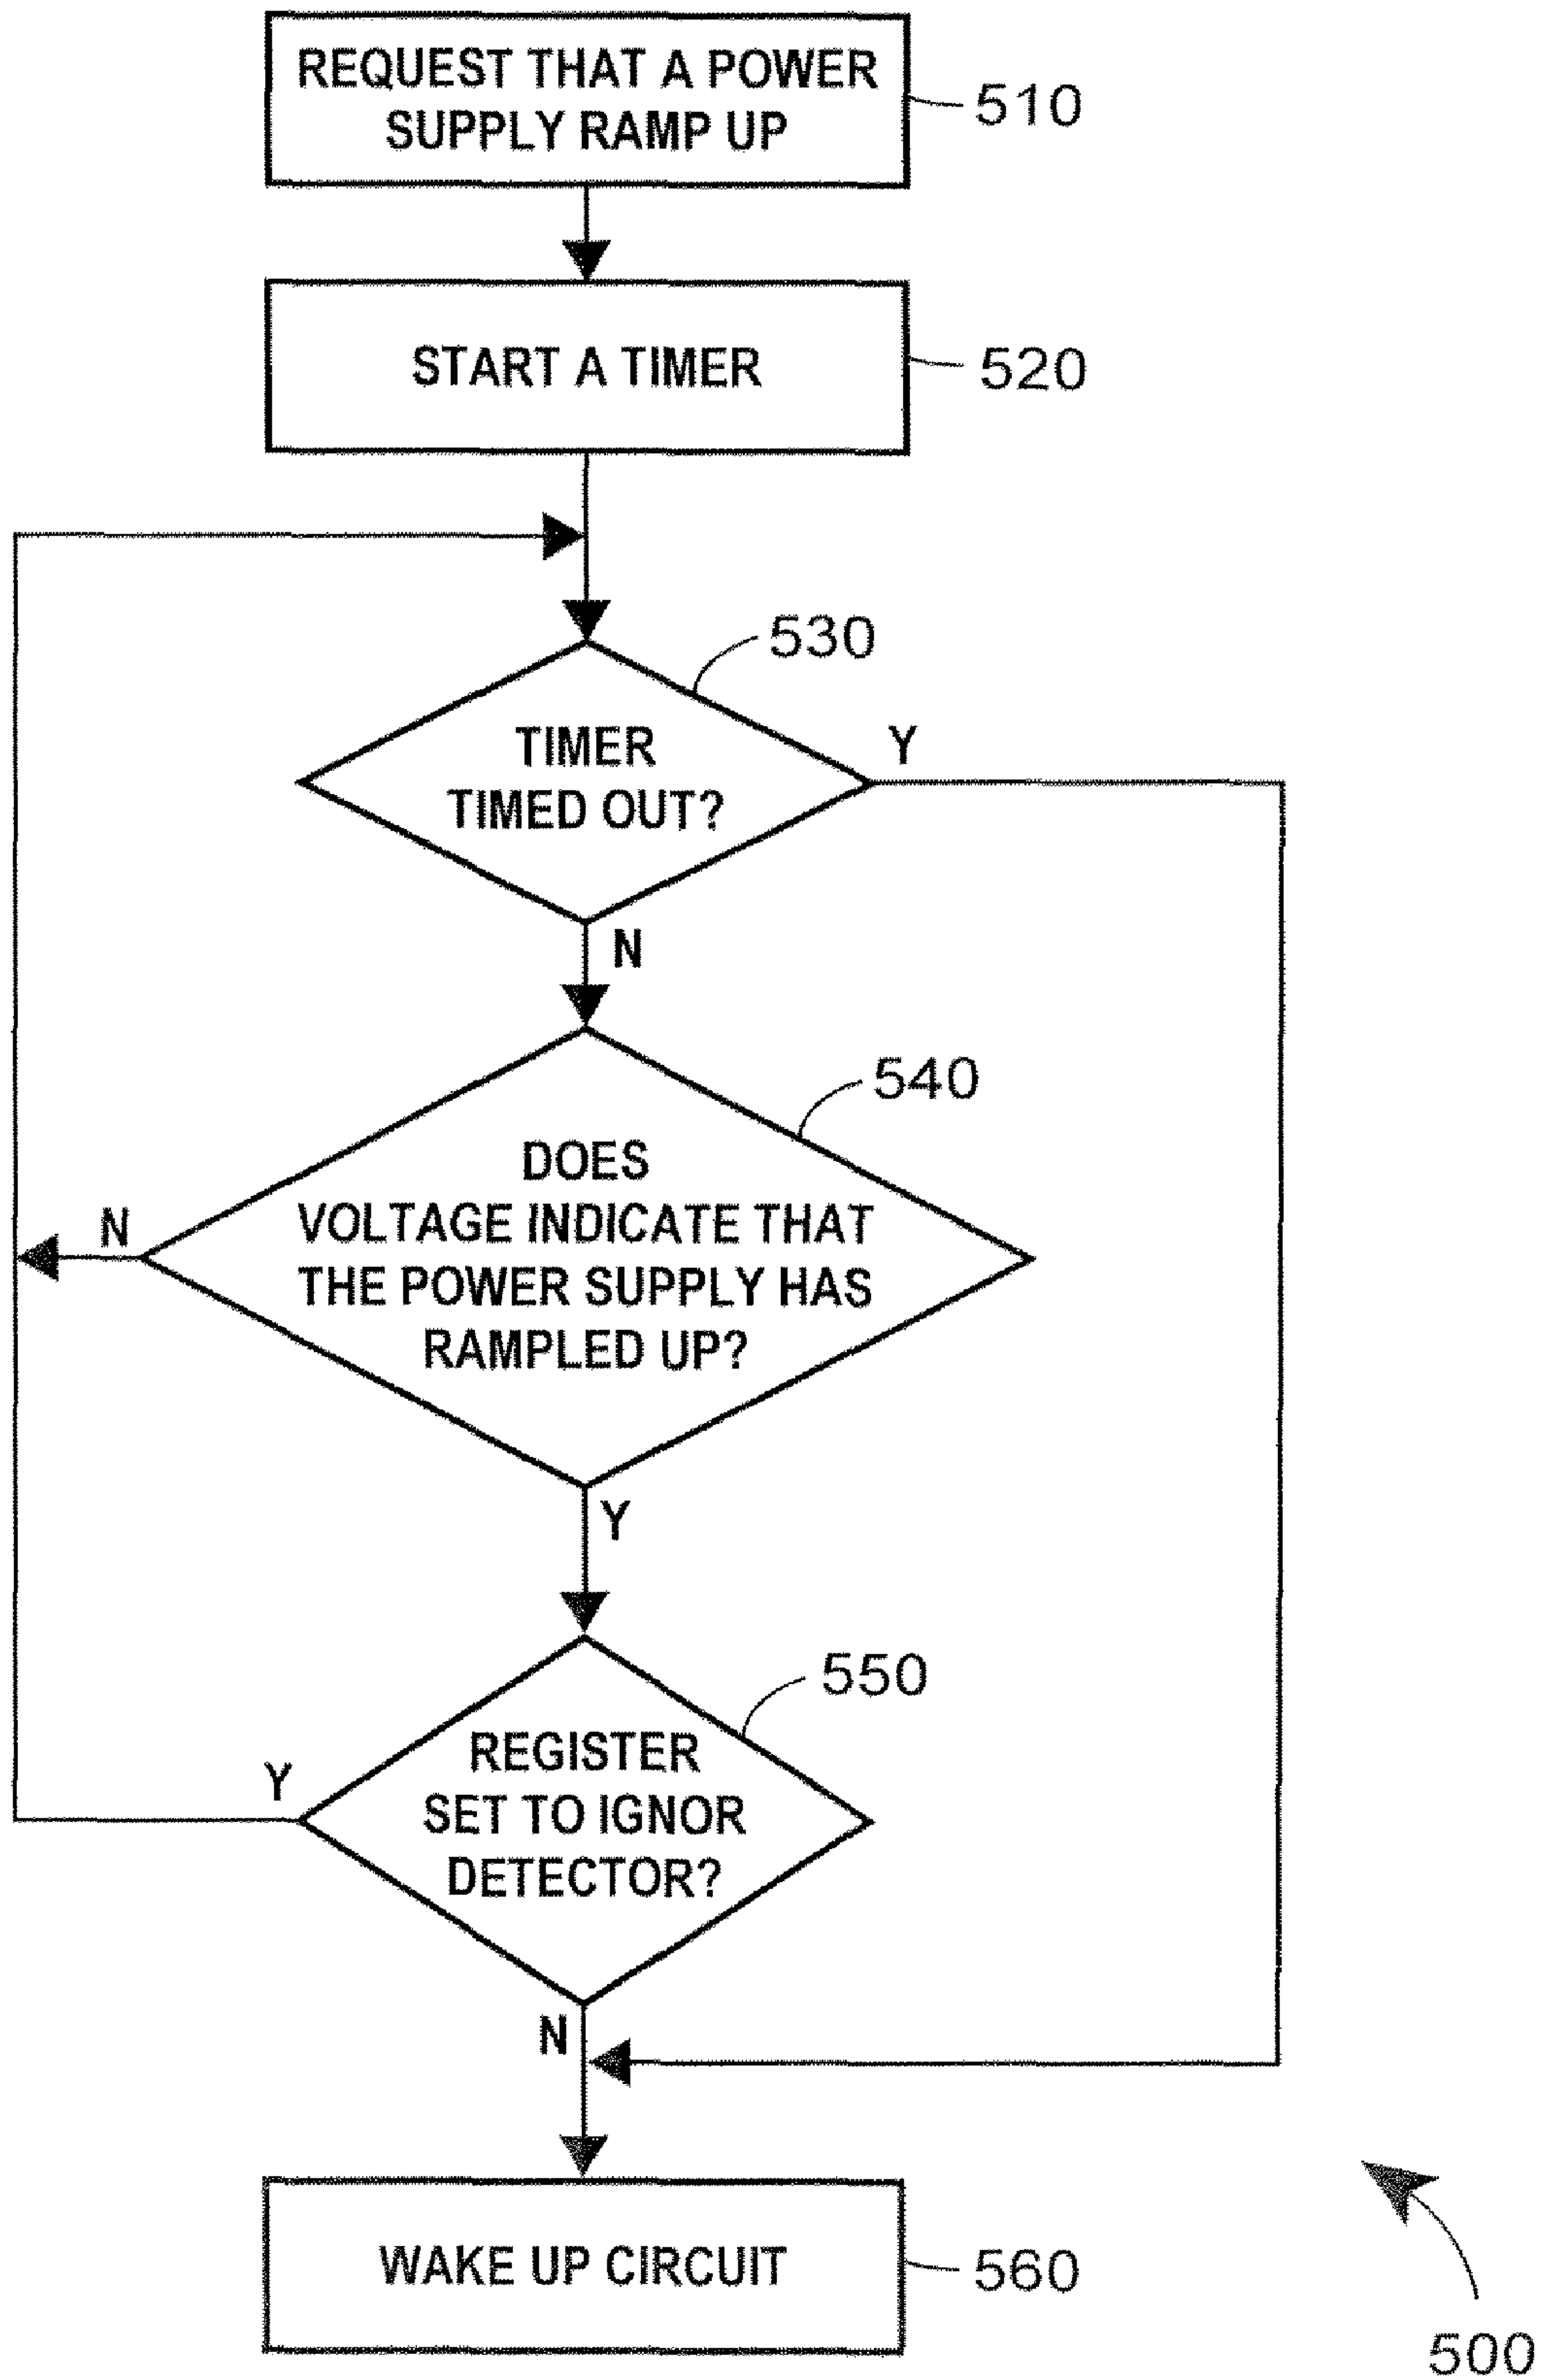 REQUEST THAT A POWER
SUPPLY RAMP UP
510
START A TIMER
520
530
TIMER
TIMED OUT?
Y
N
540
DOES
VOLTAGE INDICATE THAT
THE POWER SUPPLY HAS
RAMPLED UP?
N
Y
550
REGISTER
SET TO IGNOR
DETECTOR?
Y
N
WAKE UP CIRCUIT
560
500